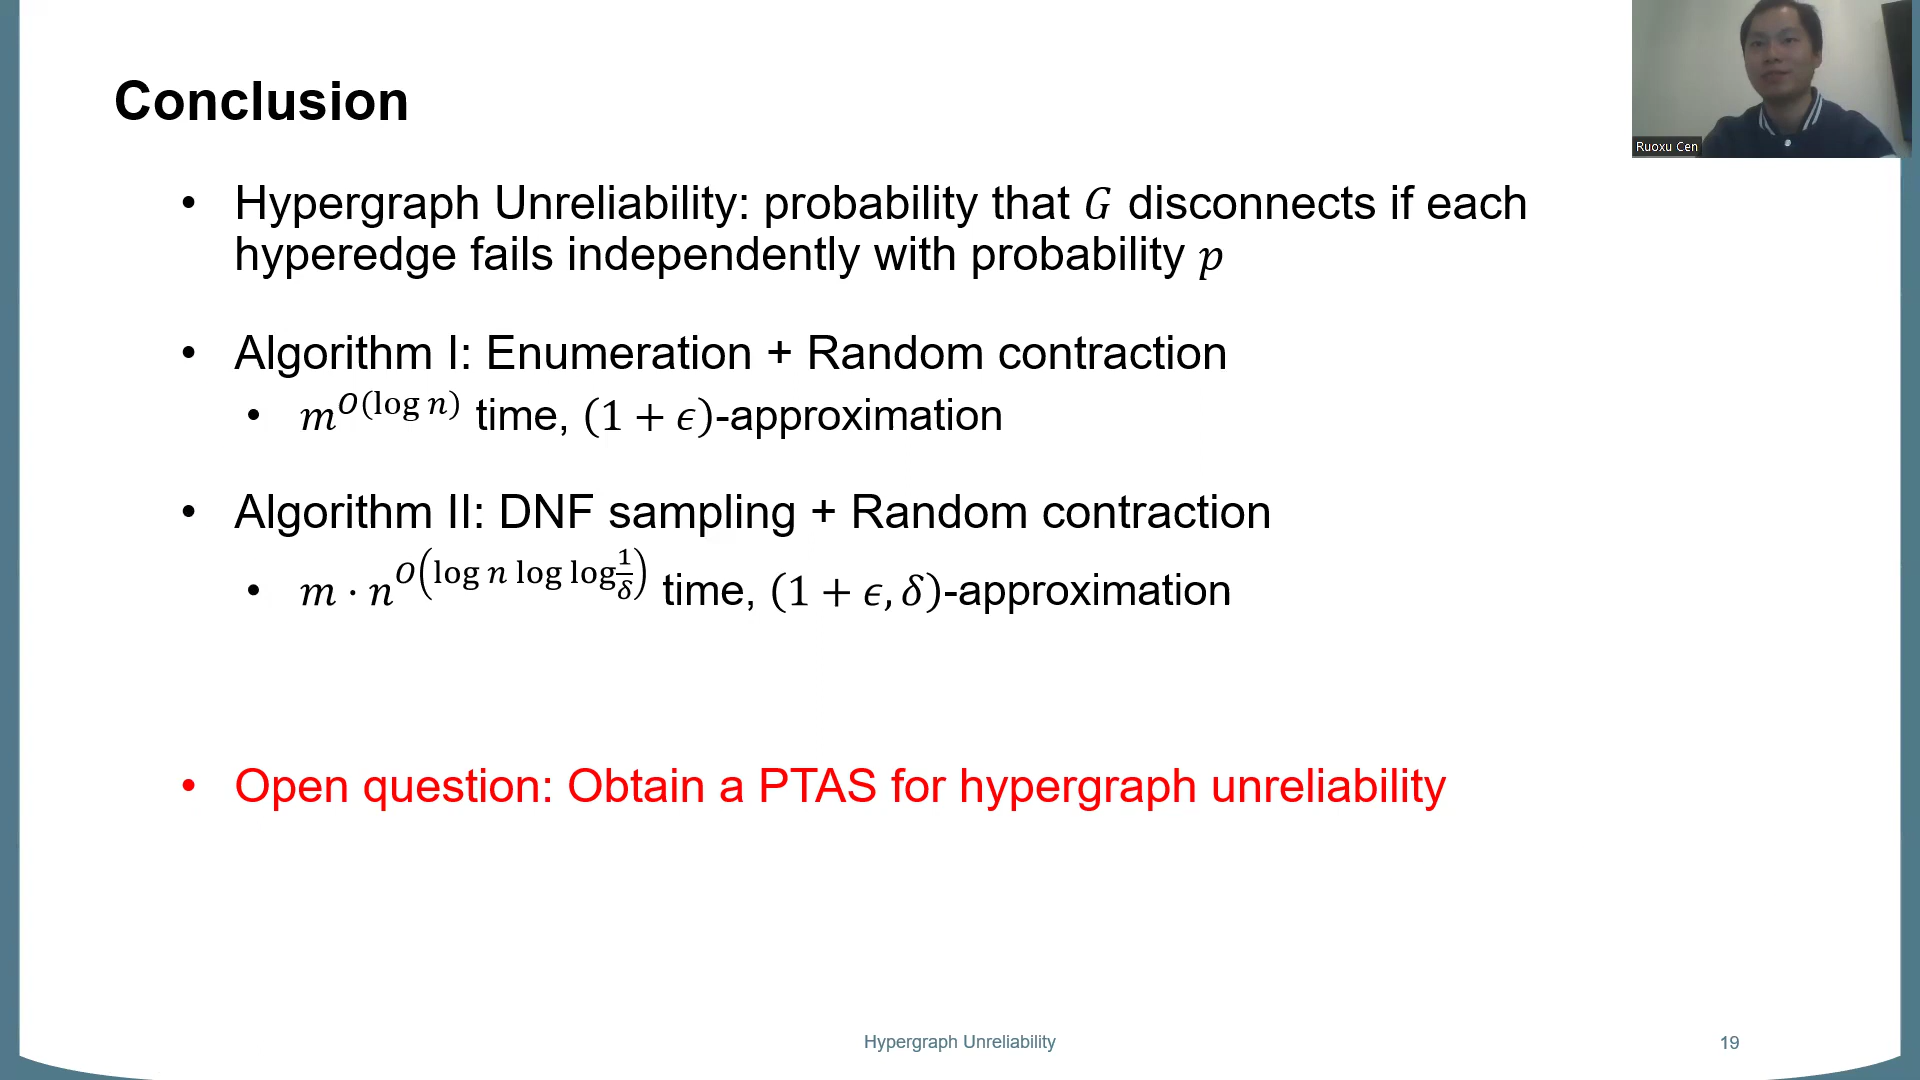 Conclusion
Ruoxu Cen
• Hypergraph Unreliability: probability that 𝐺 disconnects if each
hyperedge fails independently with probability 𝑝
• Algorithm I: Enumeration + Random contraction
• 𝑚^{𝑂(log 𝑛)} time, (1 + 𝜖)-approximation
• Algorithm II: DNF sampling + Random contraction
• 𝑚 · 𝑛^{𝑂(log 𝑛 log log 1/𝛿)} time, (1 + 𝜖, 𝛿)-approximation
• Open question: Obtain a PTAS for hypergraph unreliability
Hypergraph Unreliability
19